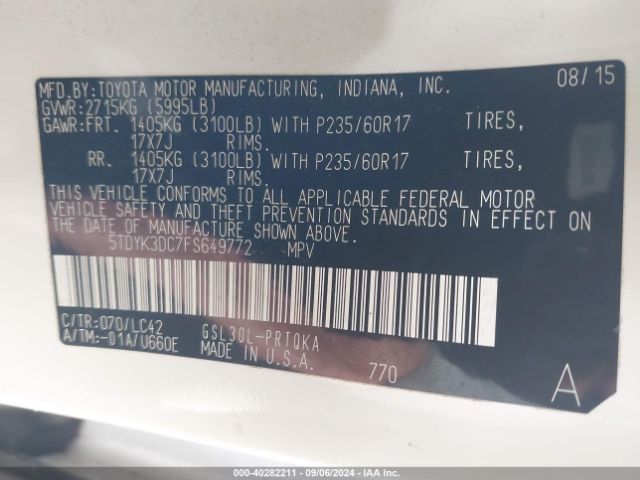 MFD.BY:TOYOTA MOTOR MANUFACTURING, INDIANA, INC. 08/15
GVWR:2715KG (5995LB)
GAWR:FRT. 1405KG (3100LB) WITH P235/60R17 TIRES,
17X7J RIMS.
RR. 1405KG (3100LB) WITH P235/60R17 TIRES,
17X7J RIMS.
THIS VEHICLE CONFORMS TO ALL APPLICABLE FEDERAL MOTOR
VEHICLE SAFETY AND THEFT PREVENTION STANDARDS IN EFFECT ON
THE DATE OF MANUFACTURE SHOWN ABOVE.
5TDYK3DC7FS649772 MPV
C/TR:070/LC42 GSL30L-PRTQKA
A/TM:-01A/U660E MADE IN U.S.A. 770 A
000-40282211 - 09/06/2024 - IAA Inc.